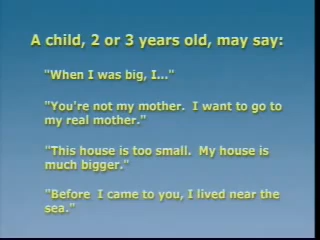 A child, 2 or 3 years old, may say:
"When I was big, I..."
"You're not my mother. I want to go to
my real mother."
"This house is too small. My house is
much bigger."
"Before I came to you, I lived near the
sea."